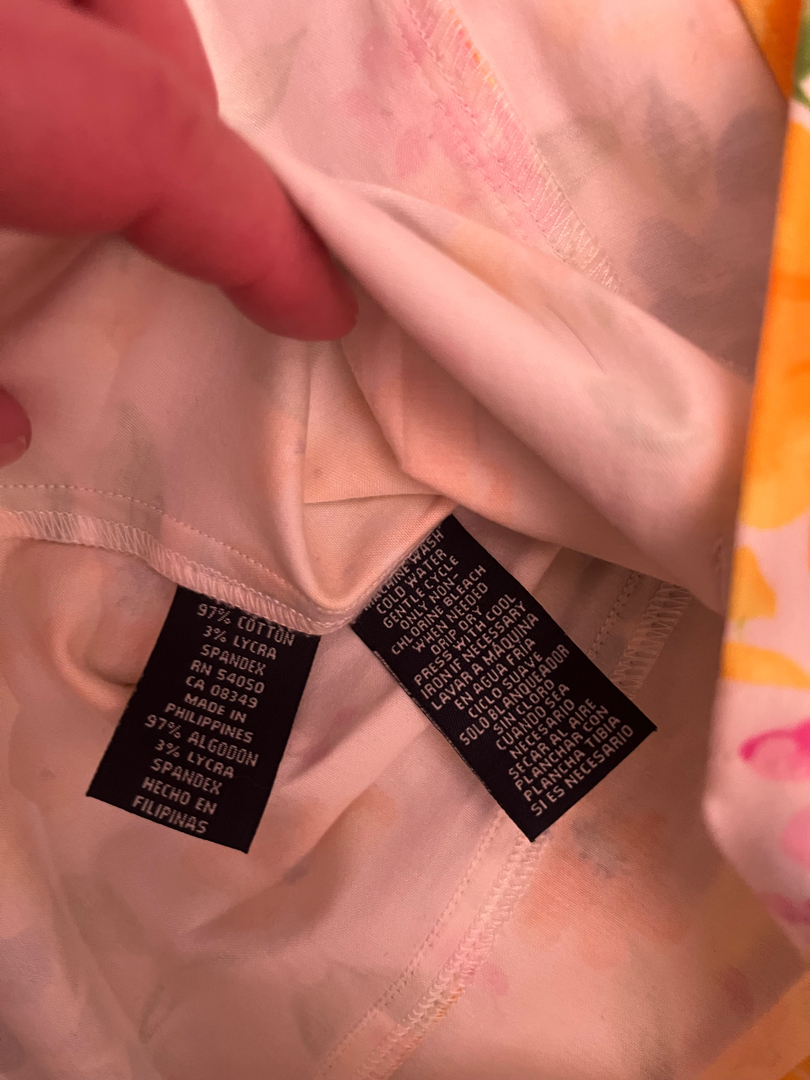 97% COTTON
3% LYCRA
SPANDEX
RN 54050
CA 08349
MADE IN
PHILIPPINES
97% ALGODON
3% LYCRA
SPANDEX
HECHO EN
FILIPINAS
WASH
COLD WATER
GENTLE CYCLE
ONLY NON-
CHLORINE BLEACH
WHEN NEEDED
DRIP DRY
PRESS WITH COOL
IRON IF NECESSARY
LAVAR A MAQUINA
EN AGUA FRIA
CICLO SUAVE
SOLO BLANQUEADOR
SIN CLORO
CUANDO SEA
NECESARIO
SECAR AL AIRE
PLANCHAR CON
PLANCHA TIBIA
SI ES NECESARIO